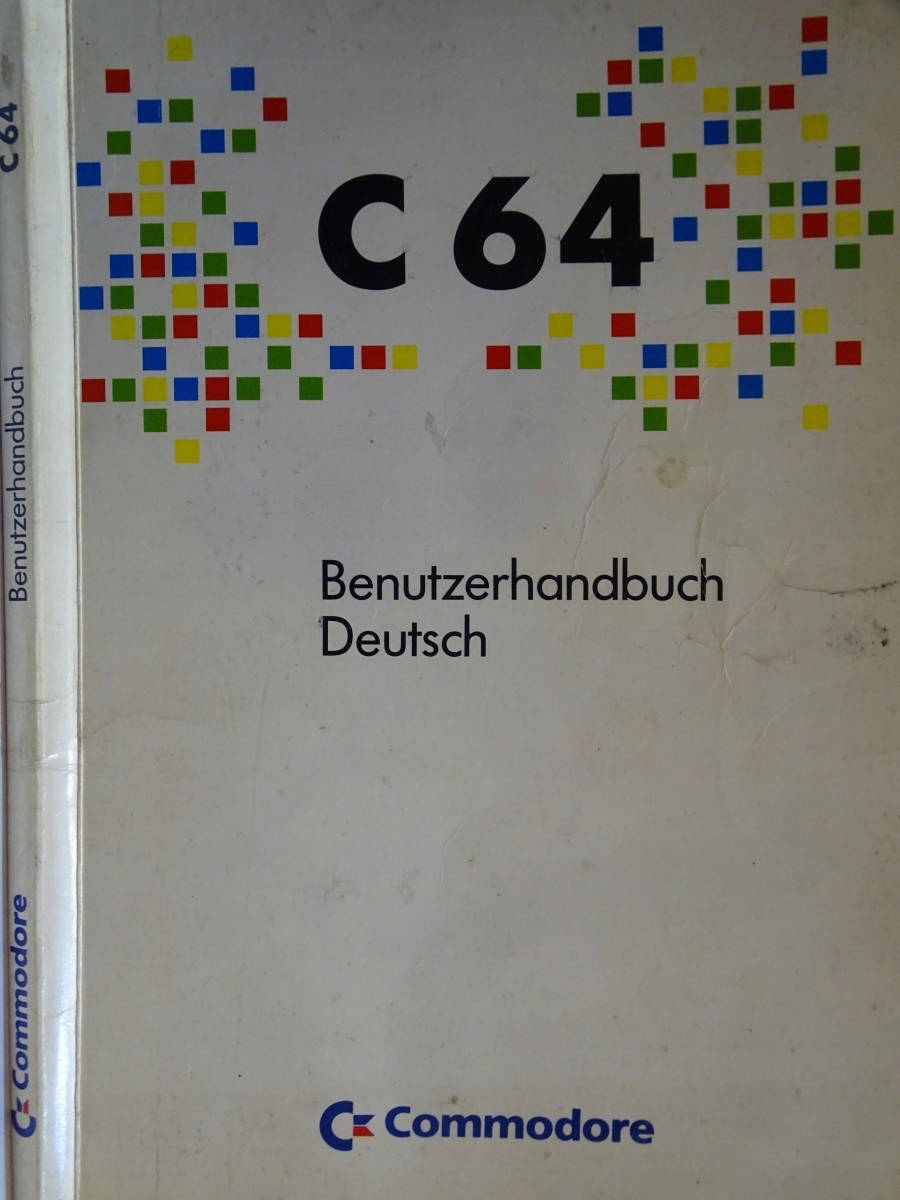 C 64
Benutzerhandbuch
Commodore
C 64
Benutzerhandbuch
Deutsch
Commodore